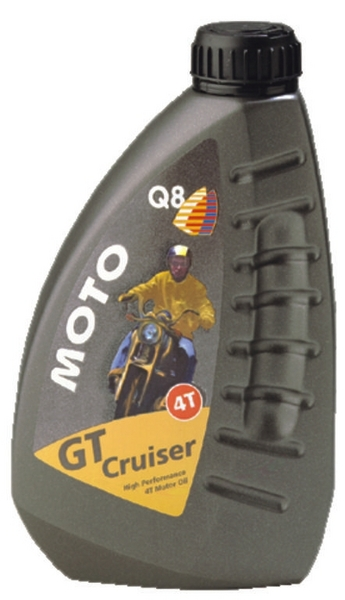 Q8
MOTO
4T
GT
Cruiser
High Performance
4T Motor Oil